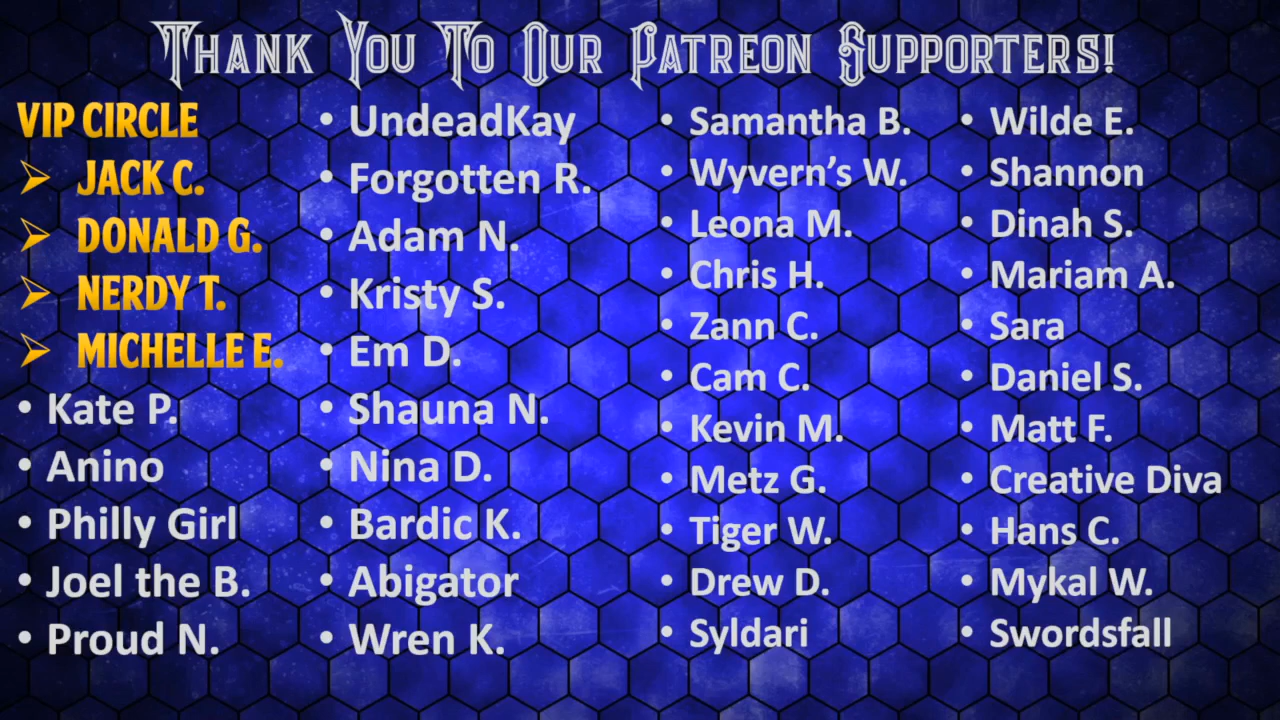 Thank You To Our Patreon Supporters!
VIP CIRCLE
➢ JACK C.
➢ DONALD G.
➢ NERDY T.
➢ MICHELLE E.
• Kate P.
• Anino
• Philly Girl
• Joel the B.
• Proud N.
• UndeadKay
• Forgotten R.
• Adam N.
• Kristy S.
• Em D.
• Shauna N.
• Nina D.
• Bardic K.
• Abigator
• Wren K.
• Samantha B.
• Wyvern’s W.
• Leona M.
• Chris H.
• Zann C.
• Cam C.
• Kevin M.
• Metz G.
• Tiger W.
• Drew D.
• Syldari
• Wilde E.
• Shannon
• Dinah S.
• Mariam A.
• Sara
• Daniel S.
• Matt F.
• Creative Diva
• Hans C.
• Mykal W.
• Swordsfall